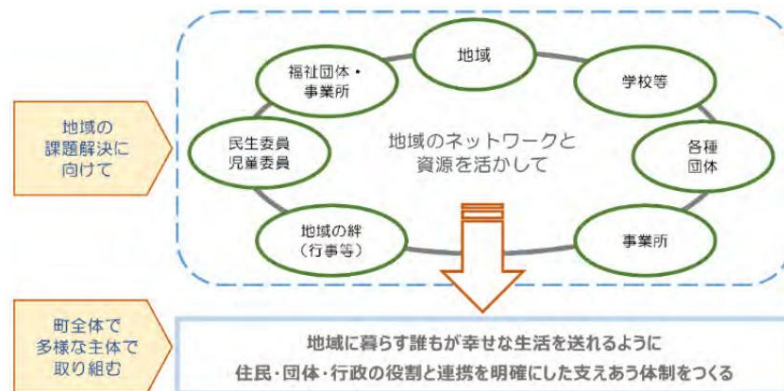 地域の
課題解決に
向けて
地域
福祉団体・
事業所
学校等
民生委員
児童委員
地域のネットワークと
資源を活かして
各種
団体
地域の絆
（行事等）
事業所
町全体で
多様な主体で
取り組む
地域に暮らす誰もが幸せな生活を送れるように
住民・団体・行政の役割と連携を明確にした支えあう体制をつくる